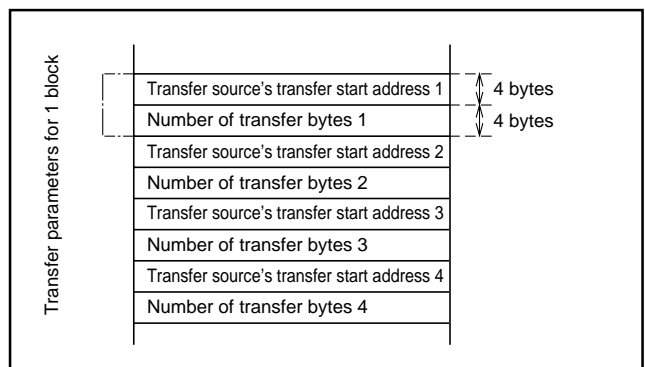 Transfer parameters for 1 block
Transfer source’s transfer start address 1
4 bytes
Number of transfer bytes 1
4 bytes
Transfer source’s transfer start address 2
Number of transfer bytes 2
Transfer source’s transfer start address 3
Number of transfer bytes 3
Transfer source’s transfer start address 4
Number of transfer bytes 4